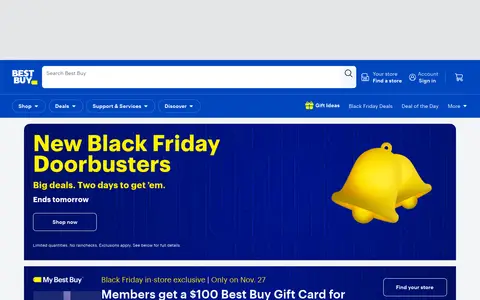 BEST
BUY
Search Best Buy
Your store
Find a store
Account
Sign in
Shop
Deals
Support & Services
Discover
Gift Ideas
Black Friday Deals
Deal of the Day
More
New Black Friday
Doorbusters
Big deals. Two days to get 'em.
Ends tomorrow
Shop now
Limited quantities. No rainchecks. Exclusions apply. See below for full details.
My Best Buy
Black Friday in-store exclusive | Only on Nov. 27
Members get a $100 Best Buy Gift Card for
Find your store